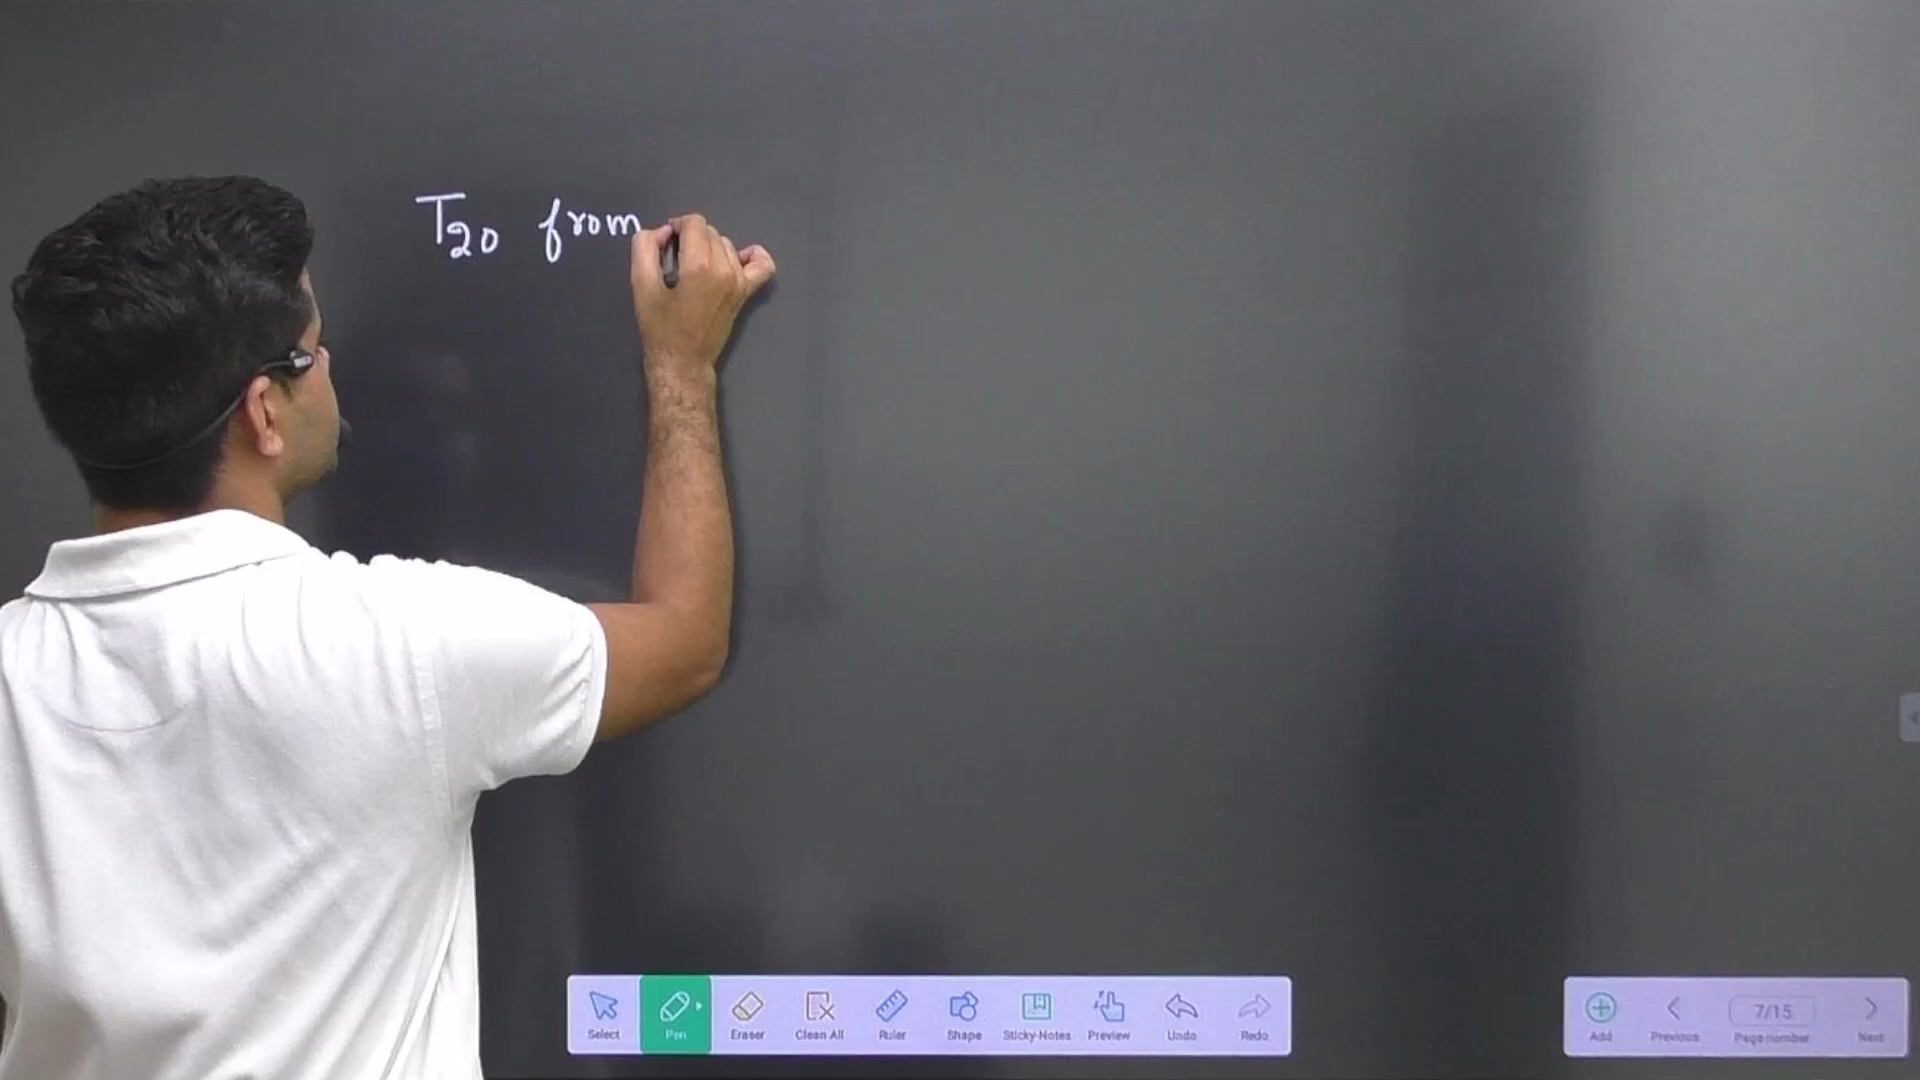 T20 from
Select Pen Eraser Clean All Ruler Shape Sticky-Notes Preview Undo Redo
7/15
Add Previous Page number Next